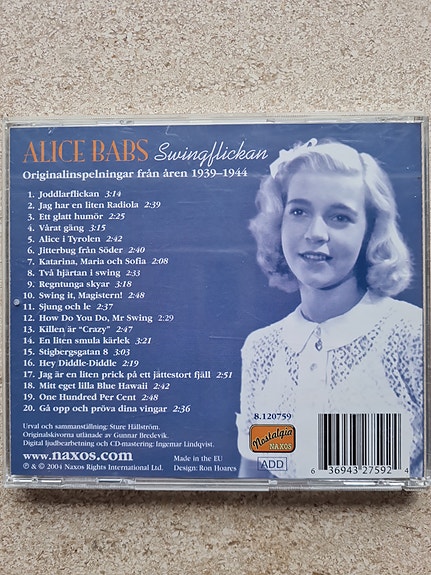 ALICE BABS Swingflickan
Originalinspelningar från åren 1939–1944
1. Joddlarflickan 3:14
2. Jag har en liten Radiola 2:39
3. Ett glatt humör 2:25
4. Vårat gäng 3:15
5. Alice i Tyrolen 2:42
6. Jitterbug från Söder 2:40
7. Katarina, Maria och Sofia 2:08
8. Två hjärtan i swing 2:33
9. Regntunga skyar 3:18
10. Swing it, Magistern! 2:48
11. Sjung och le 2:37
12. How Do You Do, Mr Swing 2:29
13. Killen är "Crazy" 2:47
14. En liten smula kärlek 3:21
15. Stigbergsgatan 8 3:03
16. Hey Diddle-Diddle 2:19
17. Jag är en liten prick på ett jättestort fjäll 2:51
18. Mitt eget lilla Blue Hawaii 2:42
19. One Hundred Per Cent 2:48
20. Gå opp och pröva dina vingar 2:36
Urval och sammanställning: Sture Hällström.
Originalskivorna utlånade av Gunnar Bredevik.
Digital ljudbearbetning och CD-mastering: Ingemar Lindqvist.
www.naxos.com
Made in the EU
℗ & © 2004 Naxos Rights International Ltd.
Design: Ron Hoares
8.120759
Nostalgia
NAXOS
ADD
6 36943 27592 4